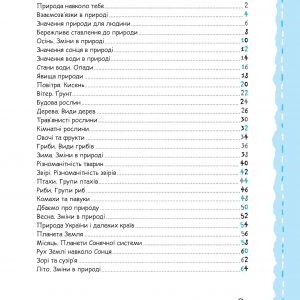 Природа навколо тебе 2
Взаємозв'язки в природі 4
Значення природи для людини 6
Бережливе ставлення до природи 8
Осінь. Зміни в природі 10
Значення сонця в природі 12
Значення води в природі 14
Стани води. Опади 16
Явища природи 18
Повітря. Кисень 20
Вітер. Ґрунт 22
Будова рослин 24
Дерева. Види дерев 26
Трав'янисті рослини 30
Кімнатні рослини 32
Овочі та фрукти 34
Гриби. Види грибів 36
Зима. Зміни в природі 38
Різноманітність тварин 40
Звірі. Різноманітність звірів 42
Птахи. Групи птахів 44
Риби. Групи риб 46
Комахи та павуки 48
Дбаємо про природу 50
Весна. Зміни в природі 52
Природа України і далеких країн 54
Планета Земля 56
Місяць. Планети Сонячної системи 58
Рух Землі навколо Сонця 60
Зорі та сузір'я 62
Літо. Зміни в природі 64